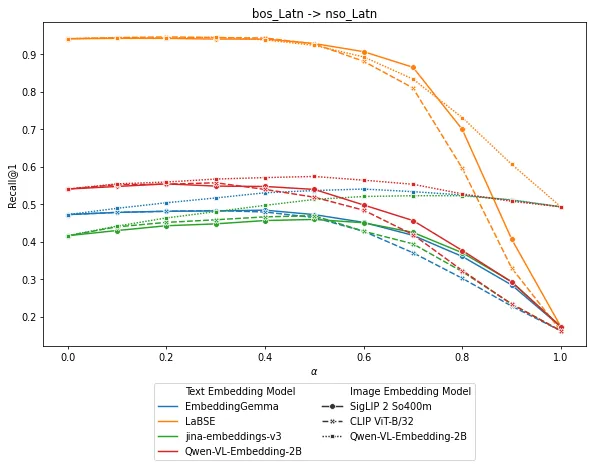 bos_Latn -> nso_Latn
Recall@1
0.9
0.8
0.7
0.6
0.5
0.4
0.3
0.2
0.0
0.2
0.4
0.6
0.8
1.0
α
Text Embedding Model
EmbeddingGemma
LaBSE
jina-embeddings-v3
Qwen-VL-Embedding-2B
Image Embedding Model
SigLIP 2 So400m
CLIP ViT-B/32
Qwen-VL-Embedding-2B